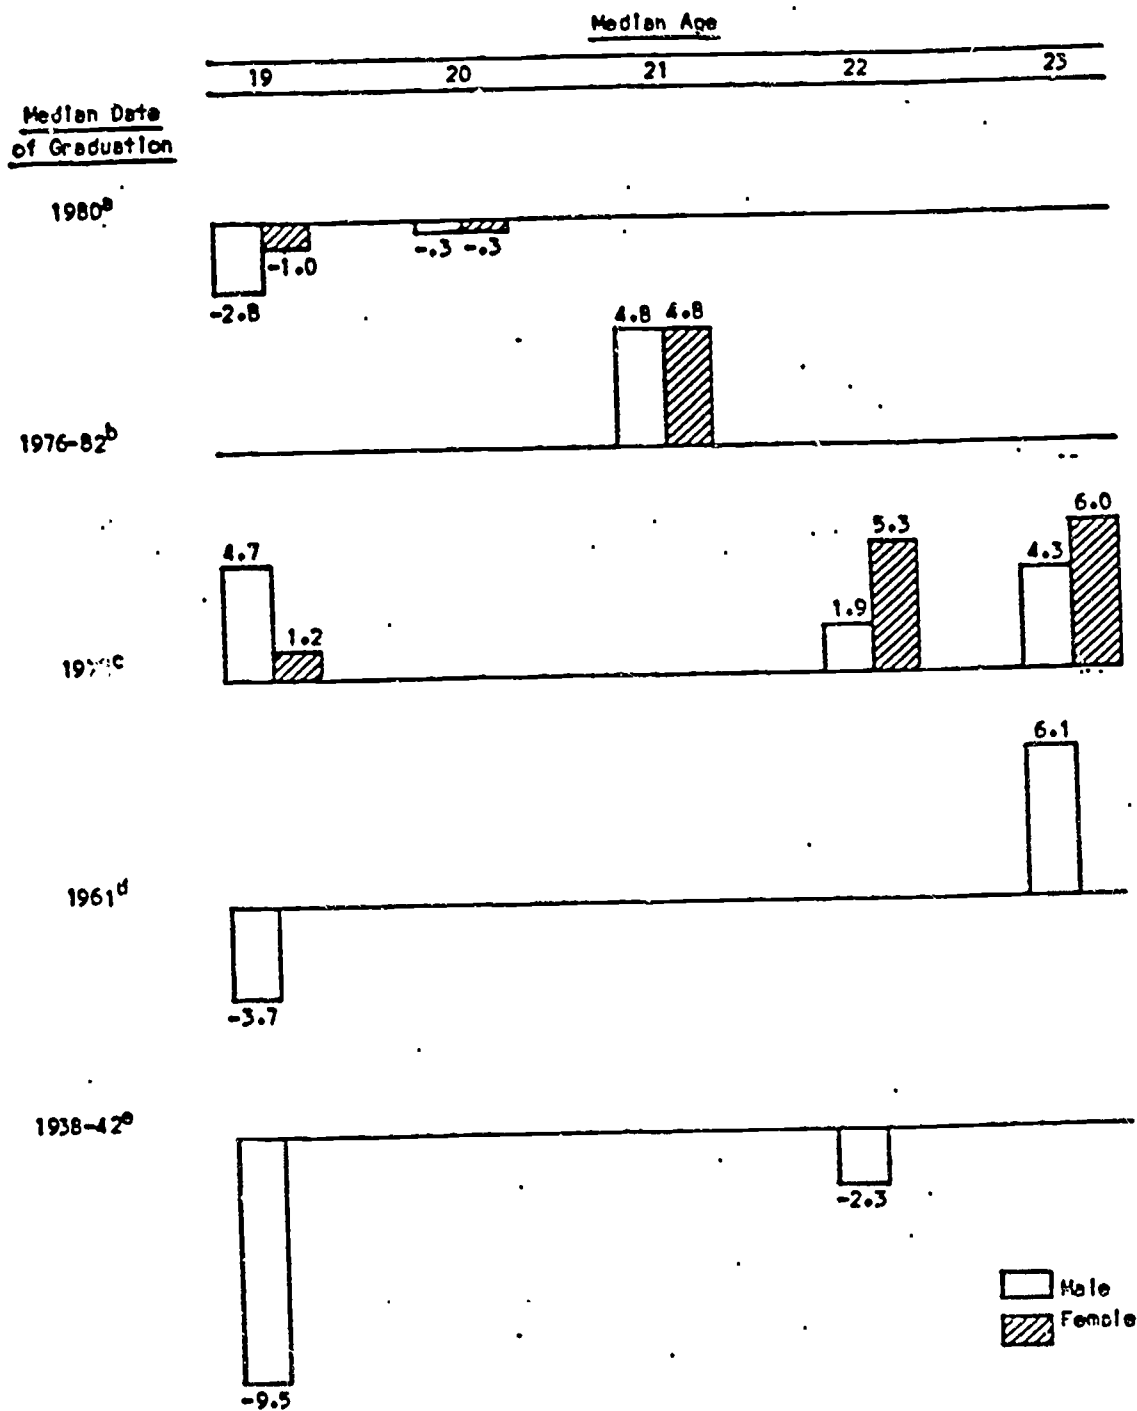 Median Age
19 20 21 22 23
Median Date
of Graduation
1980a
-2.8 -1.0 -.3 -.3
4.8 4.8
1976-82b
4.7 1.2 1.9 5.3 4.3 6.0
6.1
1961d
-3.7
1938-42e
-9.5 -2.3
Male
Female